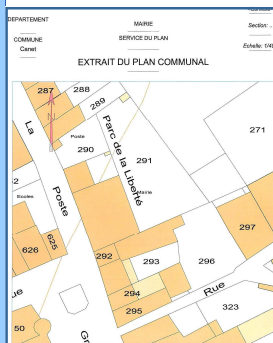 DEPARTEMENT
MAIRIE
Section:
COMMUNE
SERVICE DU PLAN
Canet
Echelle: 1/4
EXTRAIT DU PLAN COMMUNAL
287
288
289
La
Poste
290
Parc de la Liberté
291
271
Mairie
Ecoles
Poste
625
626
292
293
296
297
294
295
Rue
323
50